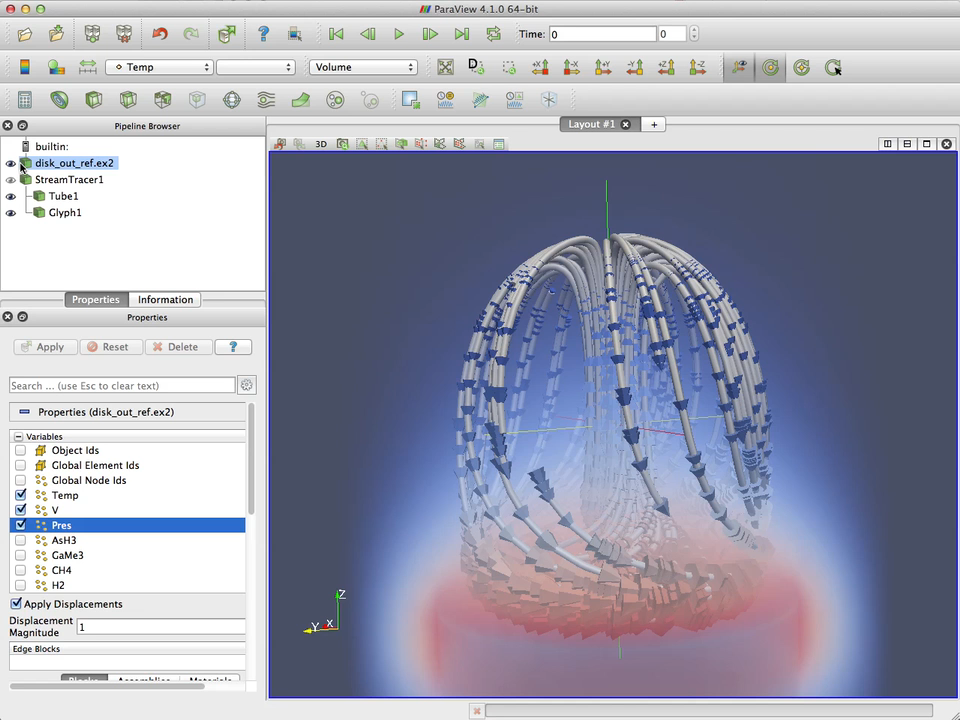 ParaView 4.1.0 64-bit
Time: 0 0
Temp Volume
D +X -X +Y -Y +Z -Z
Pipeline Browser
Layout #1 +
3D
builtin:
disk_out_ref.ex2
StreamTracer1
Tube1
Glyph1
Properties Information
Properties
Apply Reset Delete ?
Search ... (use Esc to clear text)
Properties (disk_out_ref.ex2)
Variables
Object Ids
Global Element Ids
Global Node Ids
Temp
V
Pres
AsH3
GaMe3
CH4
H2
Apply Displacements
Displacement
Magnitude 1
Edge Blocks
Blocks Assemblies Materials
Z
Y X